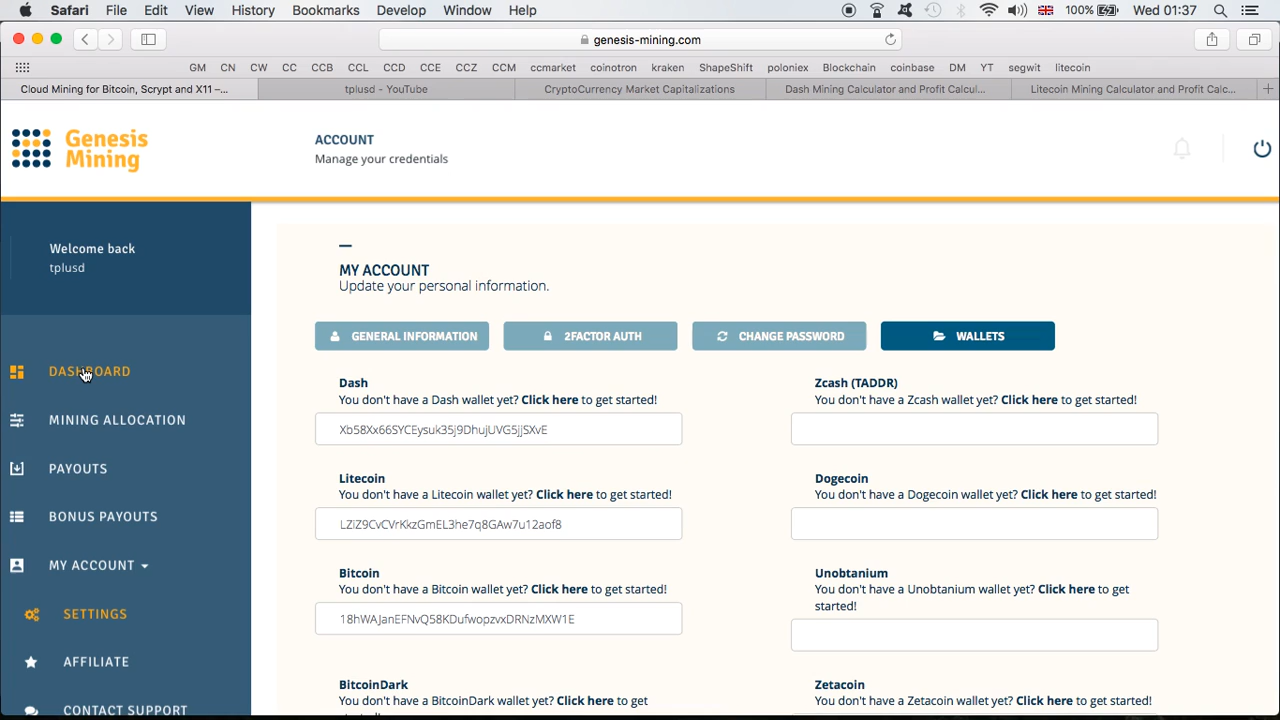 Safari File Edit View History Bookmarks Develop Window Help 100% Wed 01:37
genesis-mining.com
GM CN CW CC CCB CCL CCD CCE CCZ CCM ccmarket coinotron kraken ShapeShift poloniex Blockchain coinbase DM YT segwit litecoin
Cloud Mining for Bitcoin, Scrypt and X11 –... tplusd - YouTube CryptoCurrency Market Capitalizations Dash Mining Calculator and Profit Calcul... Litecoin Mining Calculator and Profit Calc...
Genesis
Mining
ACCOUNT
Manage your credentials
Welcome back
tplusd
DASHBOARD
MINING ALLOCATION
PAYOUTS
BONUS PAYOUTS
MY ACCOUNT
SETTINGS
AFFILIATE
CONTACT SUPPORT
MY ACCOUNT
Update your personal information.
GENERAL INFORMATION 2FACTOR AUTH CHANGE PASSWORD WALLETS
Dash
You don't have a Dash wallet yet? Click here to get started!
Xb58Xx66SYCEysuk35j9DhujUVG5jjSXvE
Litecoin
You don't have a Litecoin wallet yet? Click here to get started!
LZiZ9CvCVrKkzGmEL3he7q8GAw7u12aof8
Bitcoin
You don't have a Bitcoin wallet yet? Click here to get started!
18hWAJanEFNvQ58KDufwopzvxDRNzMXW1E
BitcoinDark
You don't have a BitcoinDark wallet yet? Click here to get
Zcash (TADDR)
You don't have a Zcash wallet yet? Click here to get started!
Dogecoin
You don't have a Dogecoin wallet yet? Click here to get started!
Unobtanium
You don't have a Unobtanium wallet yet? Click here to get
started!
Zetacoin
You don't have a Zetacoin wallet yet? Click here to get started!